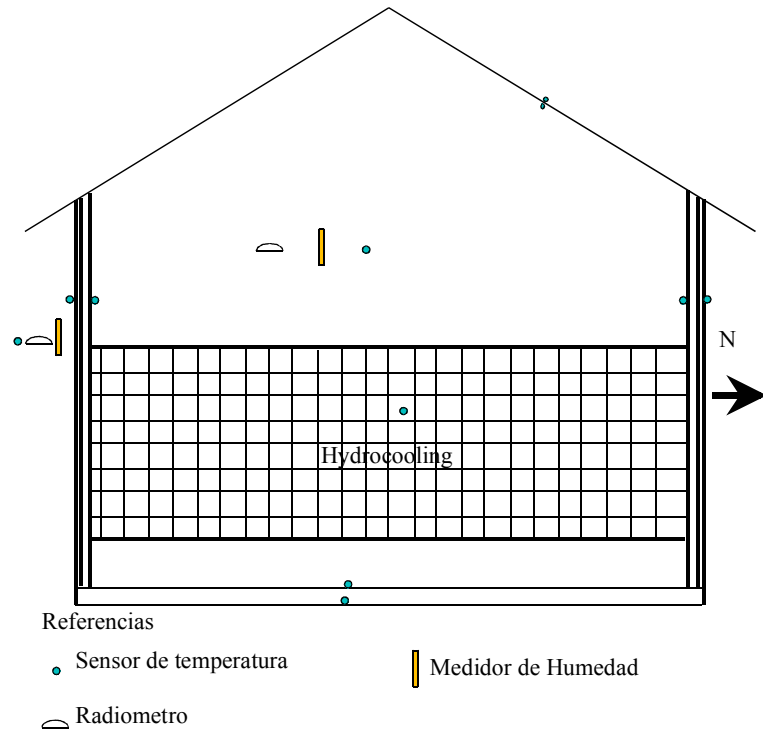 N
Hydrocooling
Referencias
Sensor de temperatura
Medidor de Humedad
Radiometro